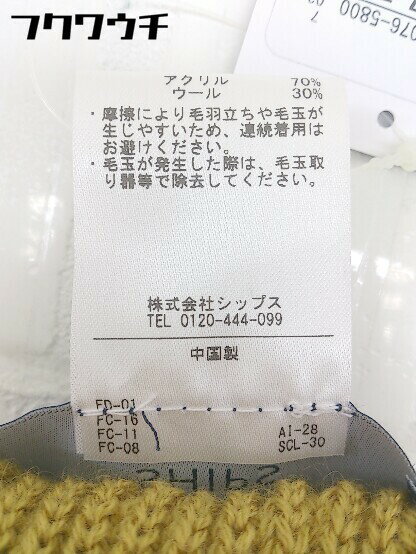 フクワウチ
076-5800
7
アクリル 70%
ウール 30%
・摩擦により毛羽立ちや毛玉が
生じやすいため、連続着用は
お避けください。
・毛玉が発生した際は、毛玉取
り器等で除去してください。
株式会社シップス
TEL 0120-444-099
中国製
FD-01
FC-16
FC-11
FC-08
AI-28
SCL-30
SHIPS